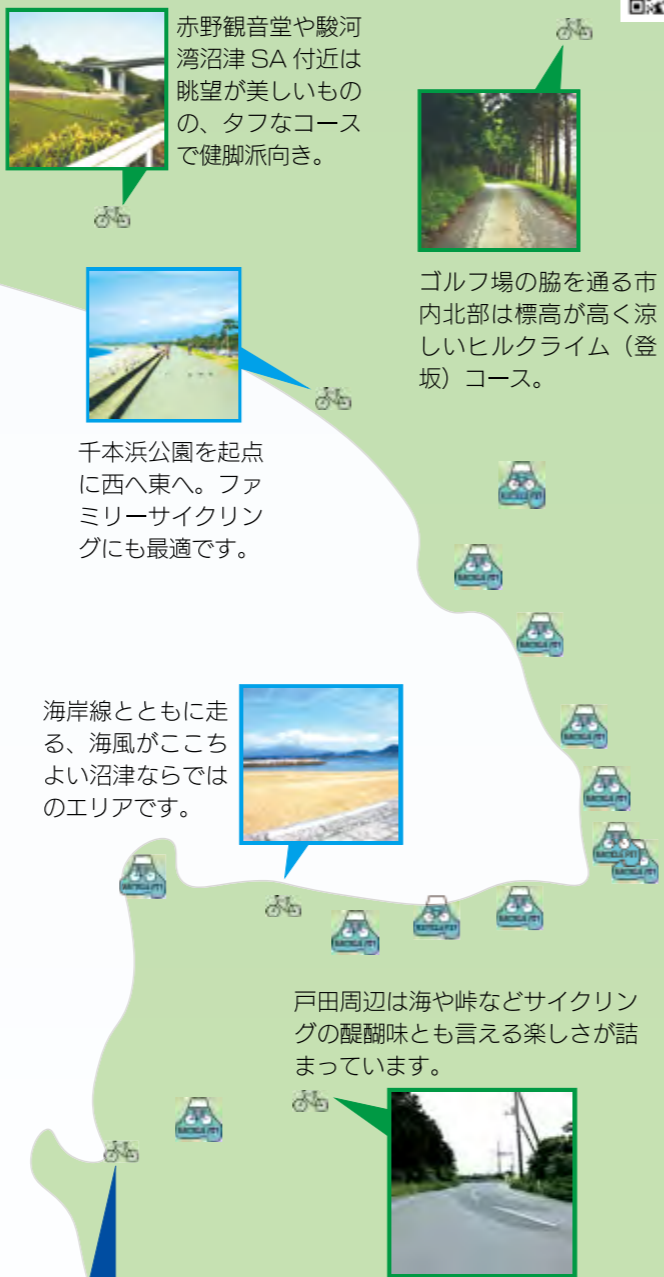 赤野観音堂や駿河
湾沼津 SA 付近は
眺望が美しいもの
の、タフなコース
で健脚派向き。
ゴルフ場の脇を通る市
内北部は標高が高く涼
しいヒルクライム（登
坂）コース。
千本浜公園を起点
に西へ東へ。ファ
ミリーサイクリン
グにも最適です。
海岸線とともに走
る、海風がここち
よい沼津ならでは
のエリアです。
戸田周辺は海や峠などサイクリン
グの醍醐味とも言える楽しさが詰
まっています。